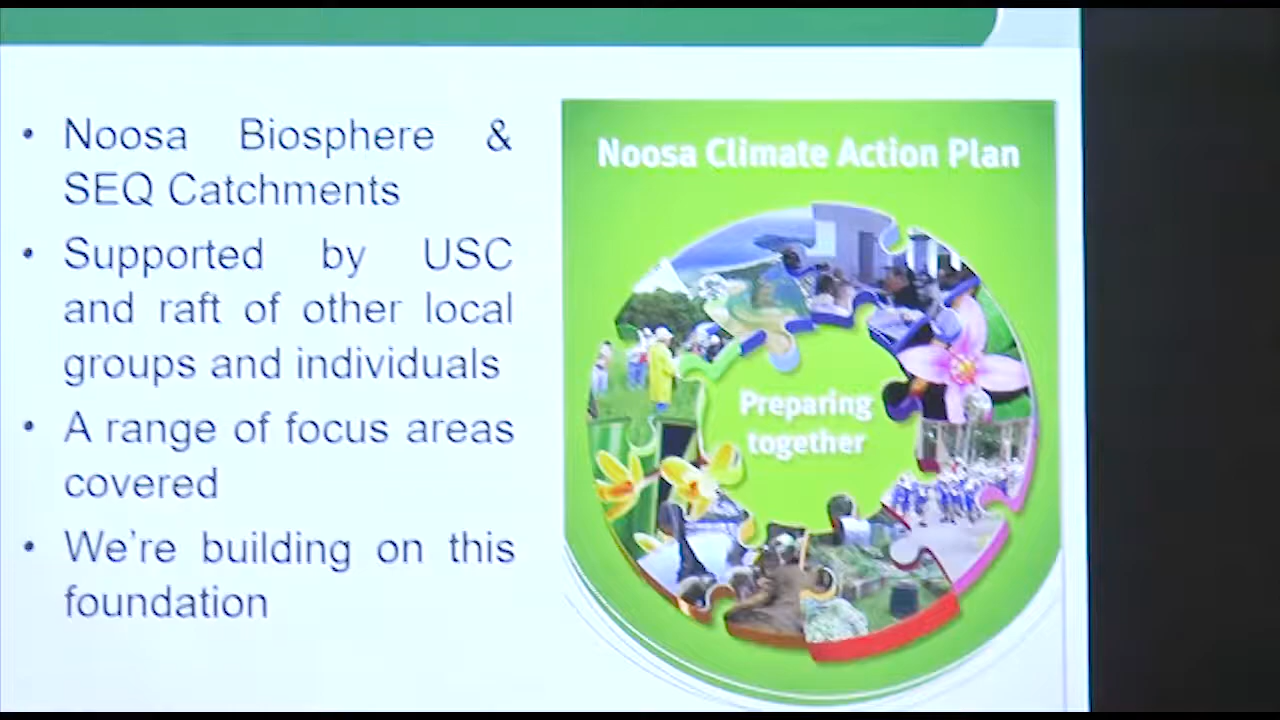 • Noosa Biosphere &
SEQ Catchments
• Supported by USC
and raft of other local
groups and individuals
• A range of focus areas
covered
• We're building on this
foundation
Noosa Climate Action Plan
Preparing
together